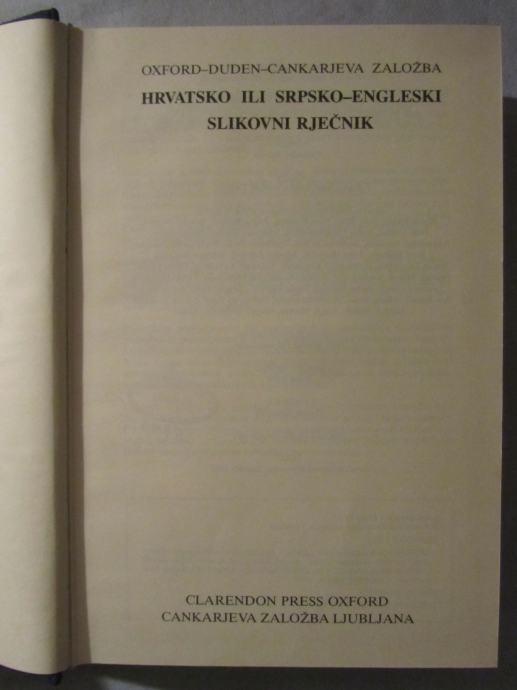 OXFORD–DUDEN–CANKARJEVA ZALOŽBA
HRVATSKO ILI SRPSKO–ENGLESKI
SLIKOVNI RJEČNIK
CLARENDON PRESS OXFORD
CANKARJEVA ZALOŽBA LJUBLJANA